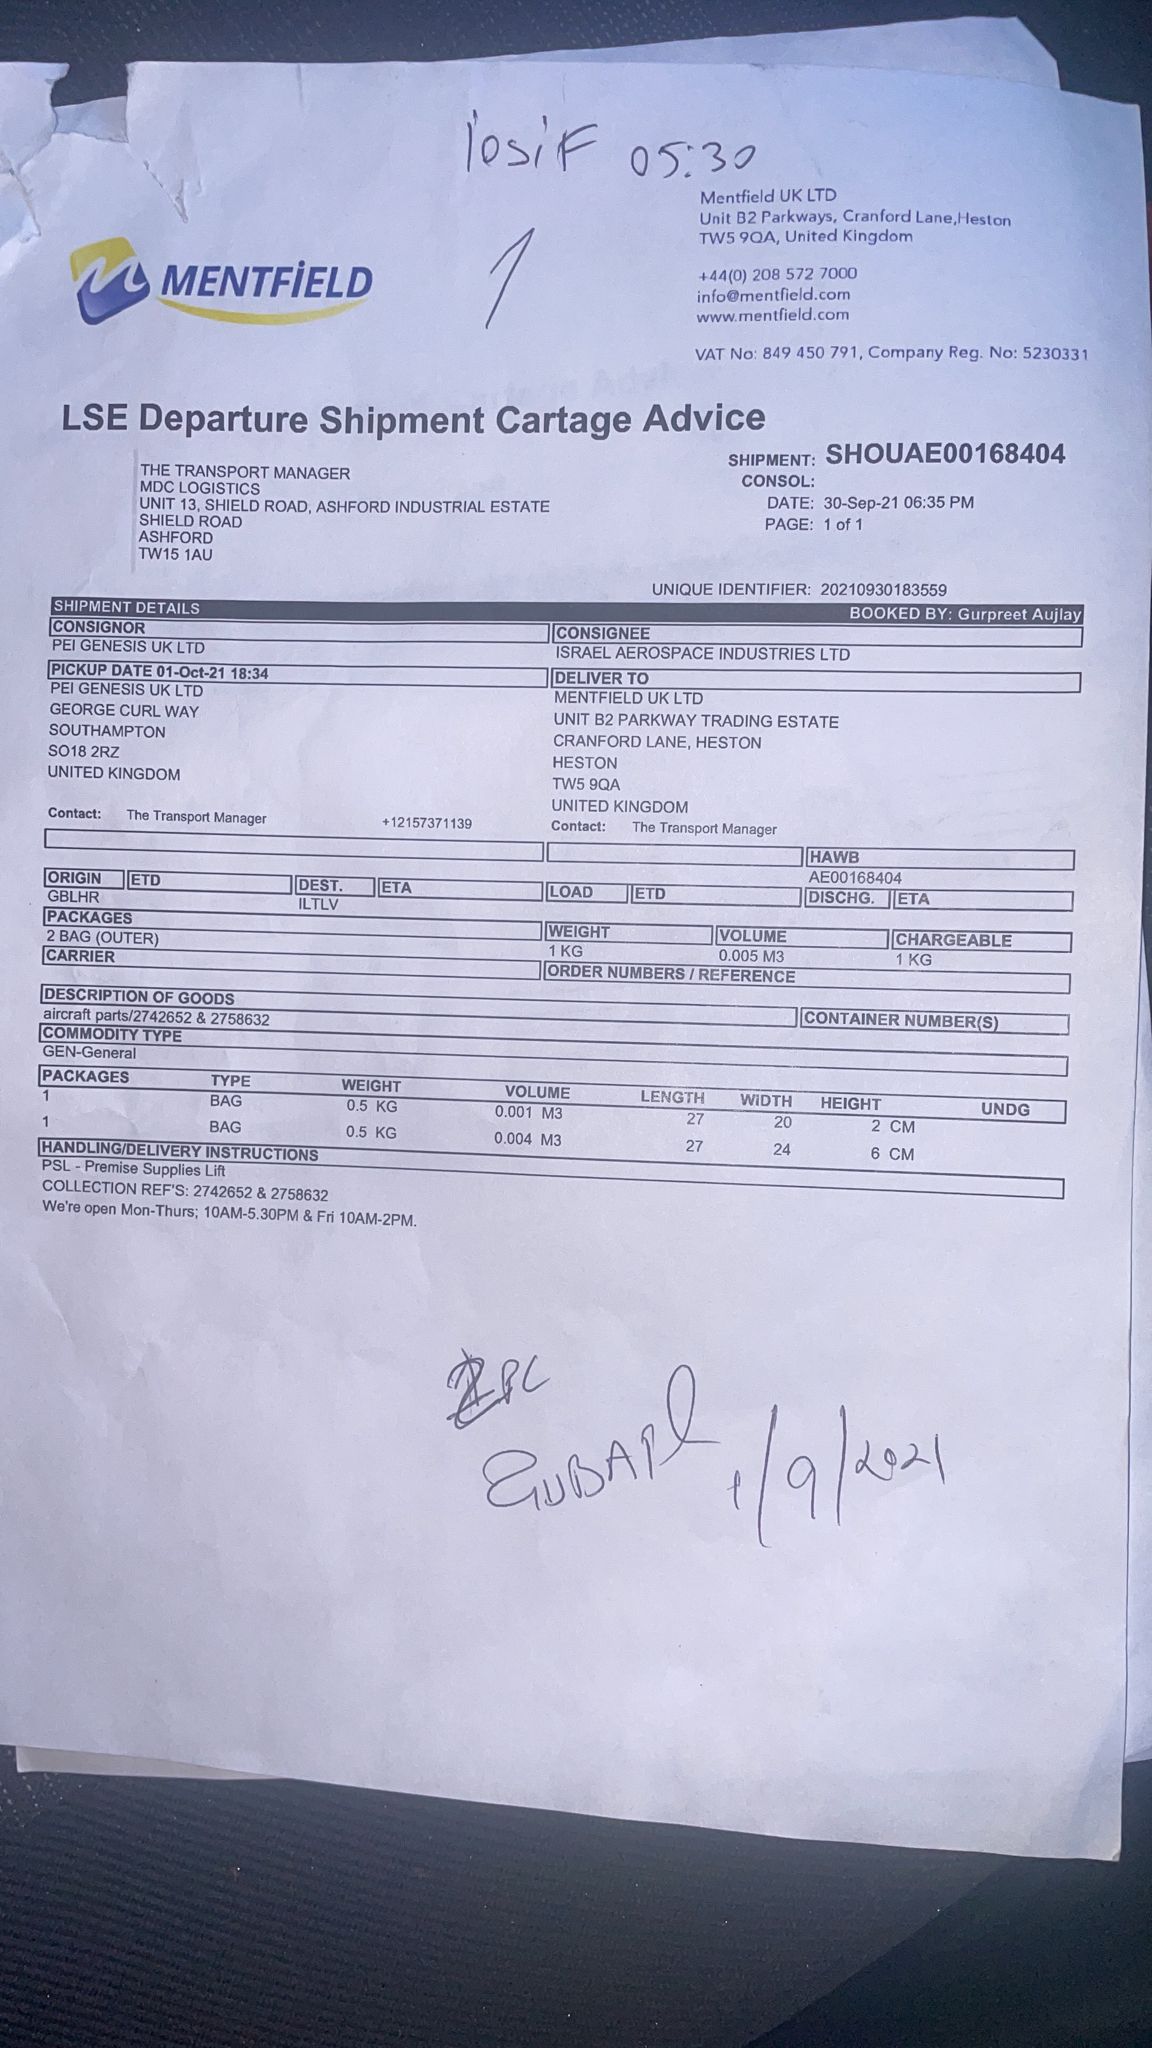 iosif 05:30
1
MENTFiELD
Mentfield UK LTD
Unit B2 Parkways, Cranford Lane,Heston
TW5 9QA, United Kingdom
+44(0) 208 572 7000
info@mentfield.com
www.mentfield.com
VAT No: 849 450 791, Company Reg. No: 5230331
LSE Departure Shipment Cartage Advice
THE TRANSPORT MANAGER
MDC LOGISTICS
UNIT 13, SHIELD ROAD, ASHFORD INDUSTRIAL ESTATE
SHIELD ROAD
ASHFORD
TW15 1AU
SHIPMENT: SHOUAE00168404
CONSOL:
DATE: 30-Sep-21 06:35 PM
PAGE: 1 of 1
UNIQUE IDENTIFIER: 20210930183559
SHIPMENT DETAILS BOOKED BY: Gurpreet Aujlay
CONSIGNOR
PEI GENESIS UK LTD
PICKUP DATE 01-Oct-21 18:34
PEI GENESIS UK LTD
GEORGE CURL WAY
SOUTHAMPTON
SO18 2RZ
UNITED KINGDOM
Contact: The Transport Manager +12157371139
CONSIGNEE
ISRAEL AEROSPACE INDUSTRIES LTD
DELIVER TO
MENTFIELD UK LTD
UNIT B2 PARKWAY TRADING ESTATE
CRANFORD LANE, HESTON
HESTON
TW5 9QA
UNITED KINGDOM
Contact: The Transport Manager
HAWB
AE00168404
ORIGIN ETD DEST. ETA LOAD ETD DISCHG. ETA
GBLHR ILTLV
PACKAGES WEIGHT VOLUME CHARGEABLE
2 BAG (OUTER) 1 KG 0.005 M3 1 KG
CARRIER ORDER NUMBERS / REFERENCE
DESCRIPTION OF GOODS CONTAINER NUMBER(S)
aircraft parts/2742652 & 2758632
COMMODITY TYPE
GEN-General
PACKAGES TYPE WEIGHT VOLUME LENGTH WIDTH HEIGHT UNDG
1 BAG 0.5 KG 0.001 M3 27 20 2 CM
1 BAG 0.5 KG 0.004 M3 27 24 6 CM
HANDLING/DELIVERY INSTRUCTIONS
PSL - Premise Supplies Lift
COLLECTION REF'S: 2742652 & 2758632
We're open Mon-Thurs; 10AM-5.30PM & Fri 10AM-2PM.
1/9/2021